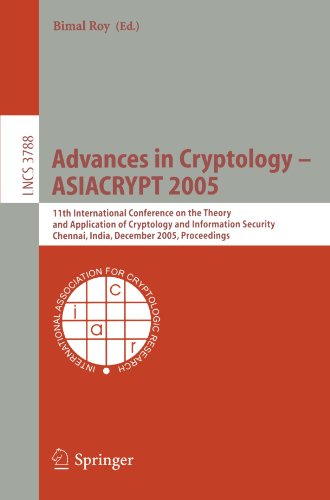 Bimal Roy (Ed.)
LNCS 3788
Advances in Cryptology –
ASIACRYPT 2005
11th International Conference on the Theory
and Application of Cryptology and Information Security
Chennai, India, December 2005, Proceedings
INTERNATIONAL ASSOCIATION FOR CRYPTOLOGIC RESEARCH
i a c r
Springer